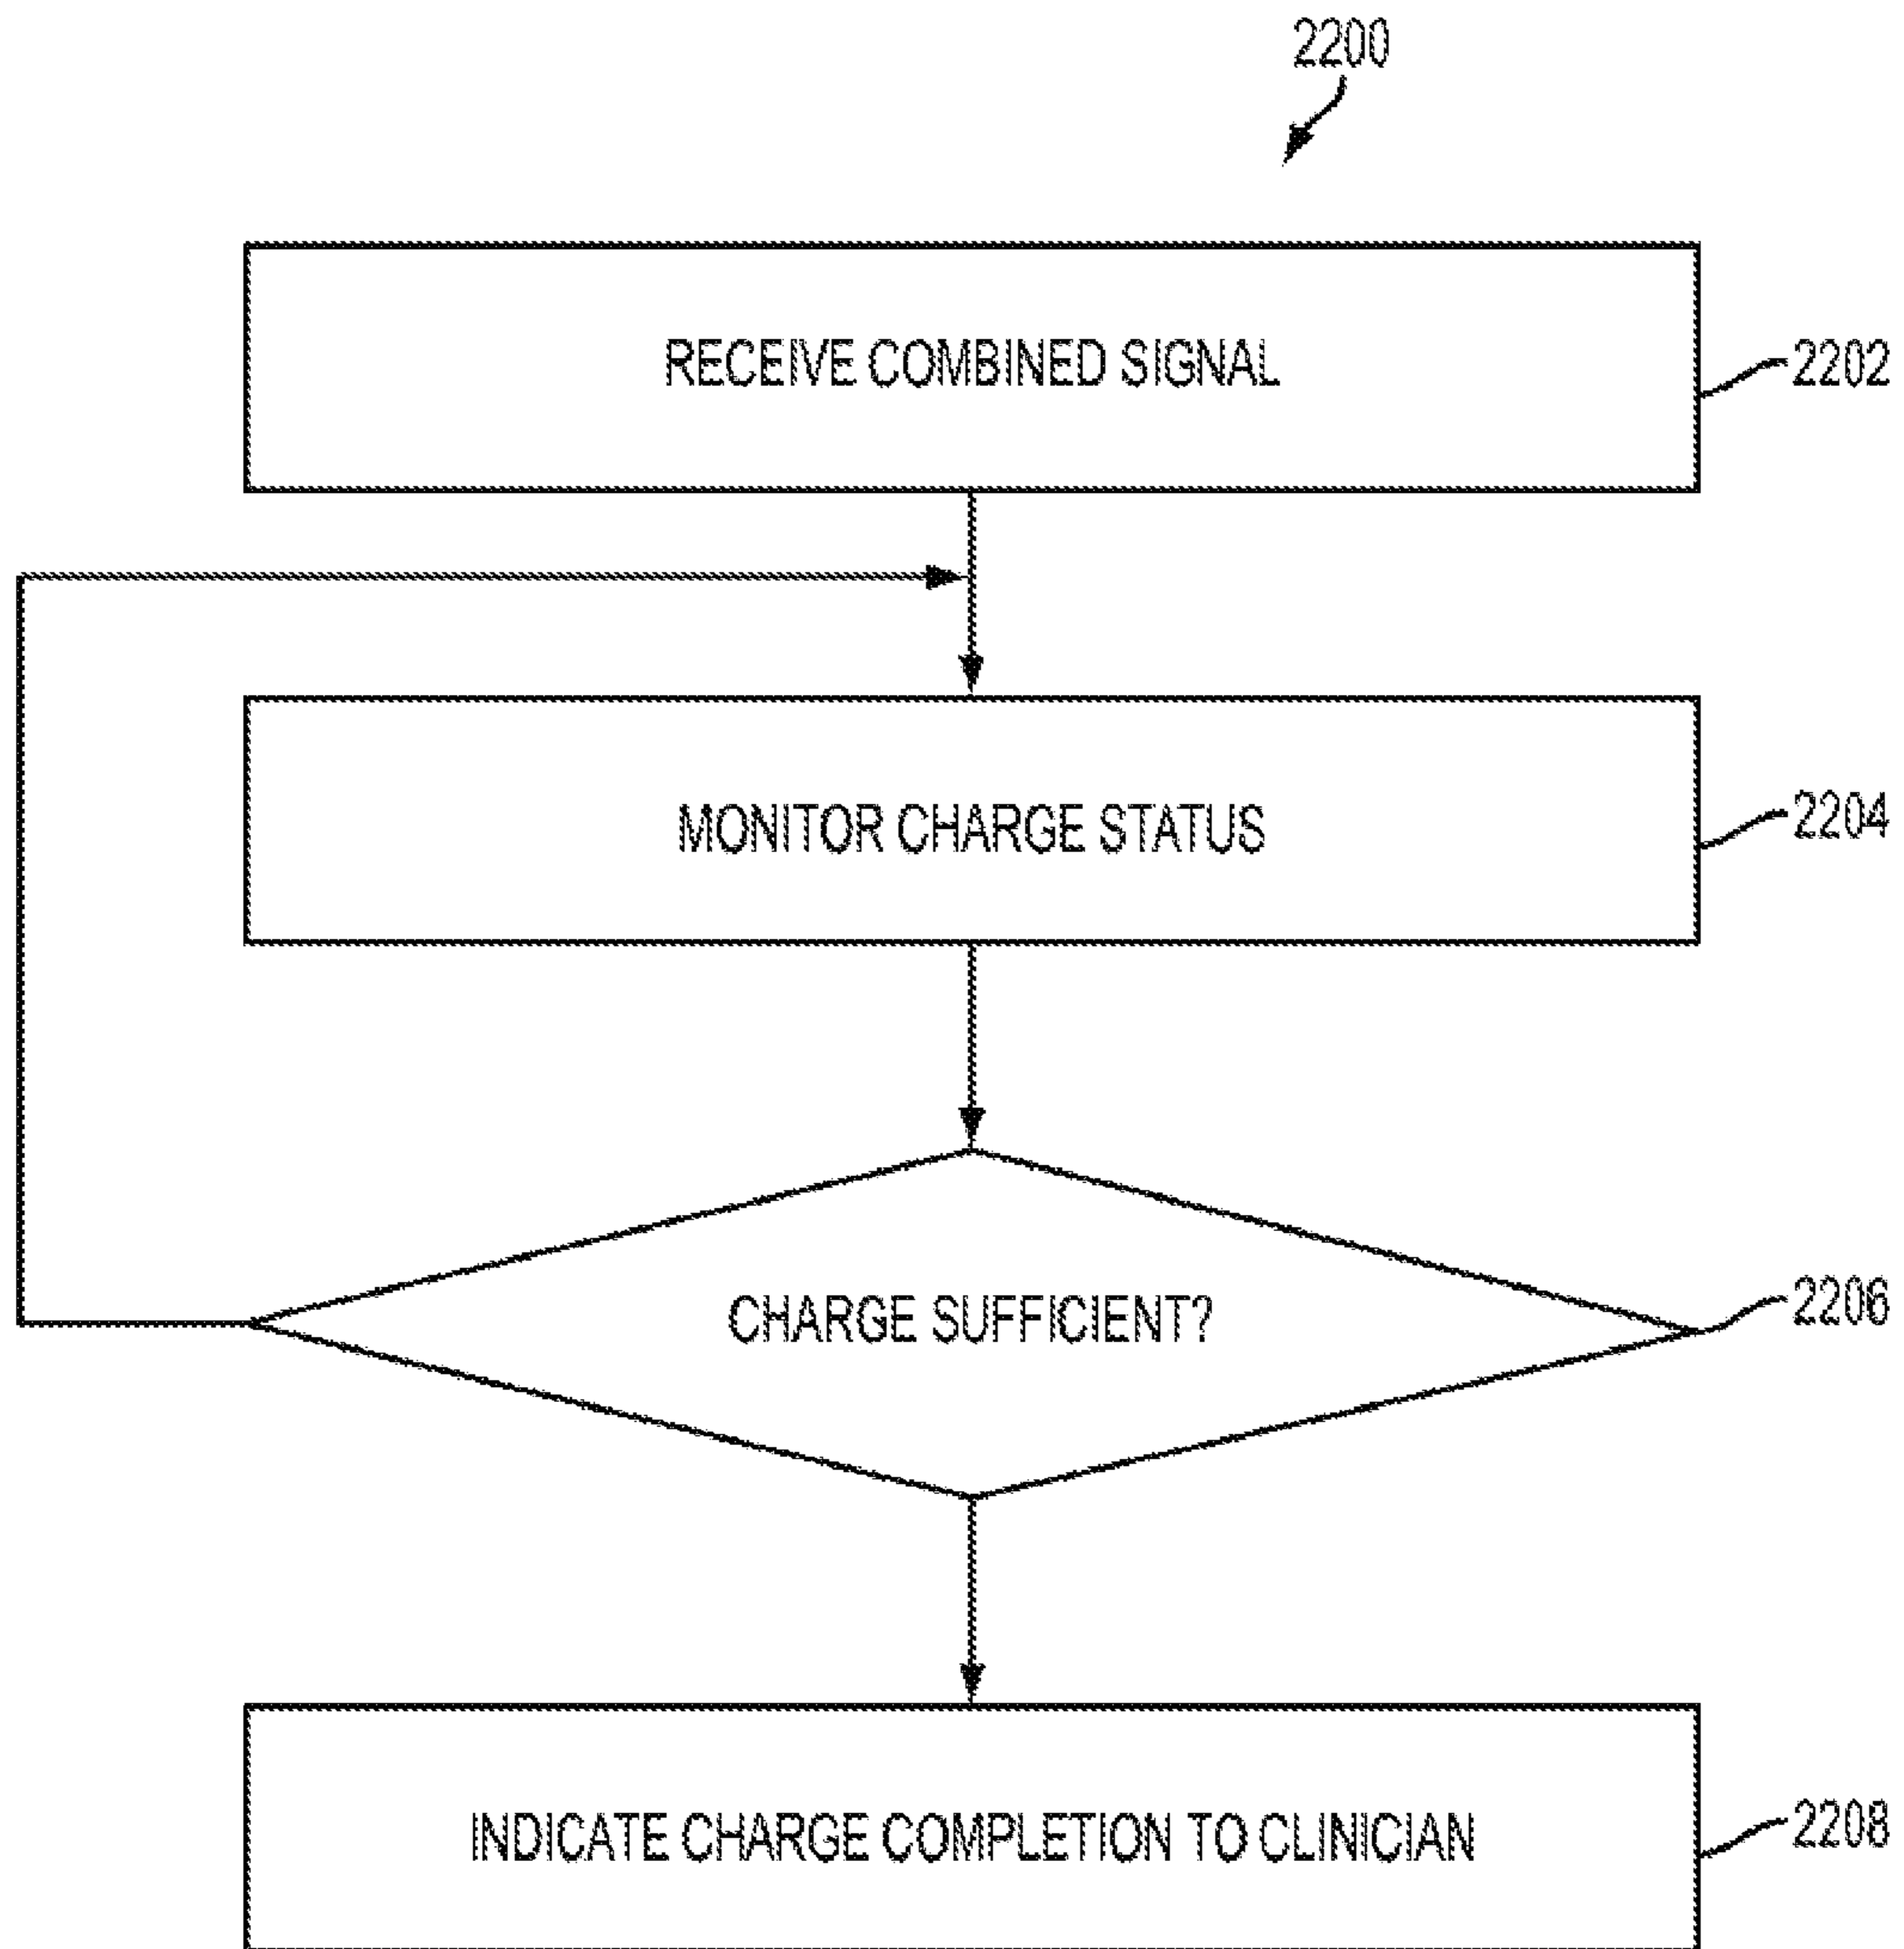 2200
RECEIVE COMBINED SIGNAL
2202
MONITOR CHARGE STATUS
2204
CHARGE SUFFICIENT?
2206
INDICATE CHARGE COMPLETION TO CLINICIAN
2208